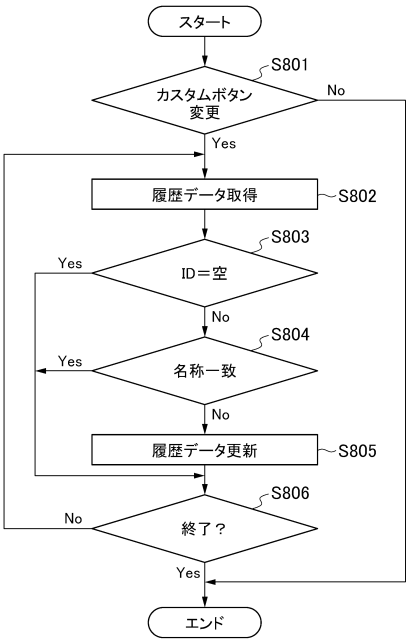 スタート
S801
カスタムボタン
変更
No
Yes
履歴データ取得
S802
S803
Yes
ID＝空
No
S804
Yes
名称一致
No
履歴データ更新
S805
S806
No
終了？
Yes
エンド